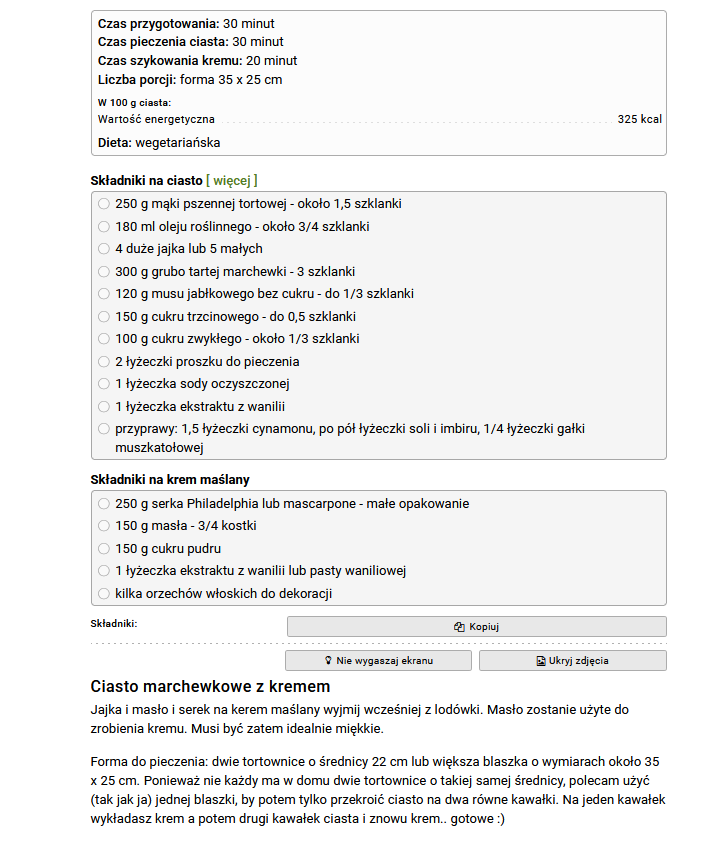 Czas przygotowania: 30 minut
Czas pieczenia ciasta: 30 minut
Czas szykowania kremu: 20 minut
Liczba porcji: forma 35 x 25 cm
W 100 g ciasta:
Wartość energetyczna 325 kcal
Dieta: wegetariańska
Składniki na ciasto [ więcej ]
250 g mąki pszennej tortowej - około 1,5 szklanki
180 ml oleju roślinnego - około 3/4 szklanki
4 duże jajka lub 5 małych
300 g grubo tartej marchewki - 3 szklanki
120 g musu jabłkowego bez cukru - do 1/3 szklanki
150 g cukru trzcinowego - do 0,5 szklanki
100 g cukru zwykłego - około 1/3 szklanki
2 łyżeczki proszku do pieczenia
1 łyżeczka sody oczyszczonej
1 łyżeczka ekstraktu z wanilii
przyprawy: 1,5 łyżeczki cynamonu, po pół łyżeczki soli i imbiru, 1/4 łyżeczki gałki
muszkatołowej
Składniki na krem maślany
250 g serka Philadelphia lub mascarpone - małe opakowanie
150 g masła - 3/4 kostki
150 g cukru pudru
1 łyżeczka ekstraktu z wanilii lub pasty waniliowej
kilka orzechów włoskich do dekoracji
Składniki: Kopiuj
Nie wygaszaj ekranu Ukryj zdjęcia
Ciasto marchewkowe z kremem
Jajka i masło i serek na kerem maślany wyjmij wcześniej z lodówki. Masło zostanie użyte do
zrobienia kremu. Musi być zatem idealnie miękkie.
Forma do pieczenia: dwie tortownice o średnicy 22 cm lub większa blaszka o wymiarach około 35
x 25 cm. Ponieważ nie każdy ma w domu dwie tortownice o takiej samej średnicy, polecam użyć
(tak jak ja) jednej blaszki, by potem tylko przekroić ciasto na dwa równe kawałki. Na jeden kawałek
wykładasz krem a potem drugi kawałek ciasta i znowu krem.. gotowe :)